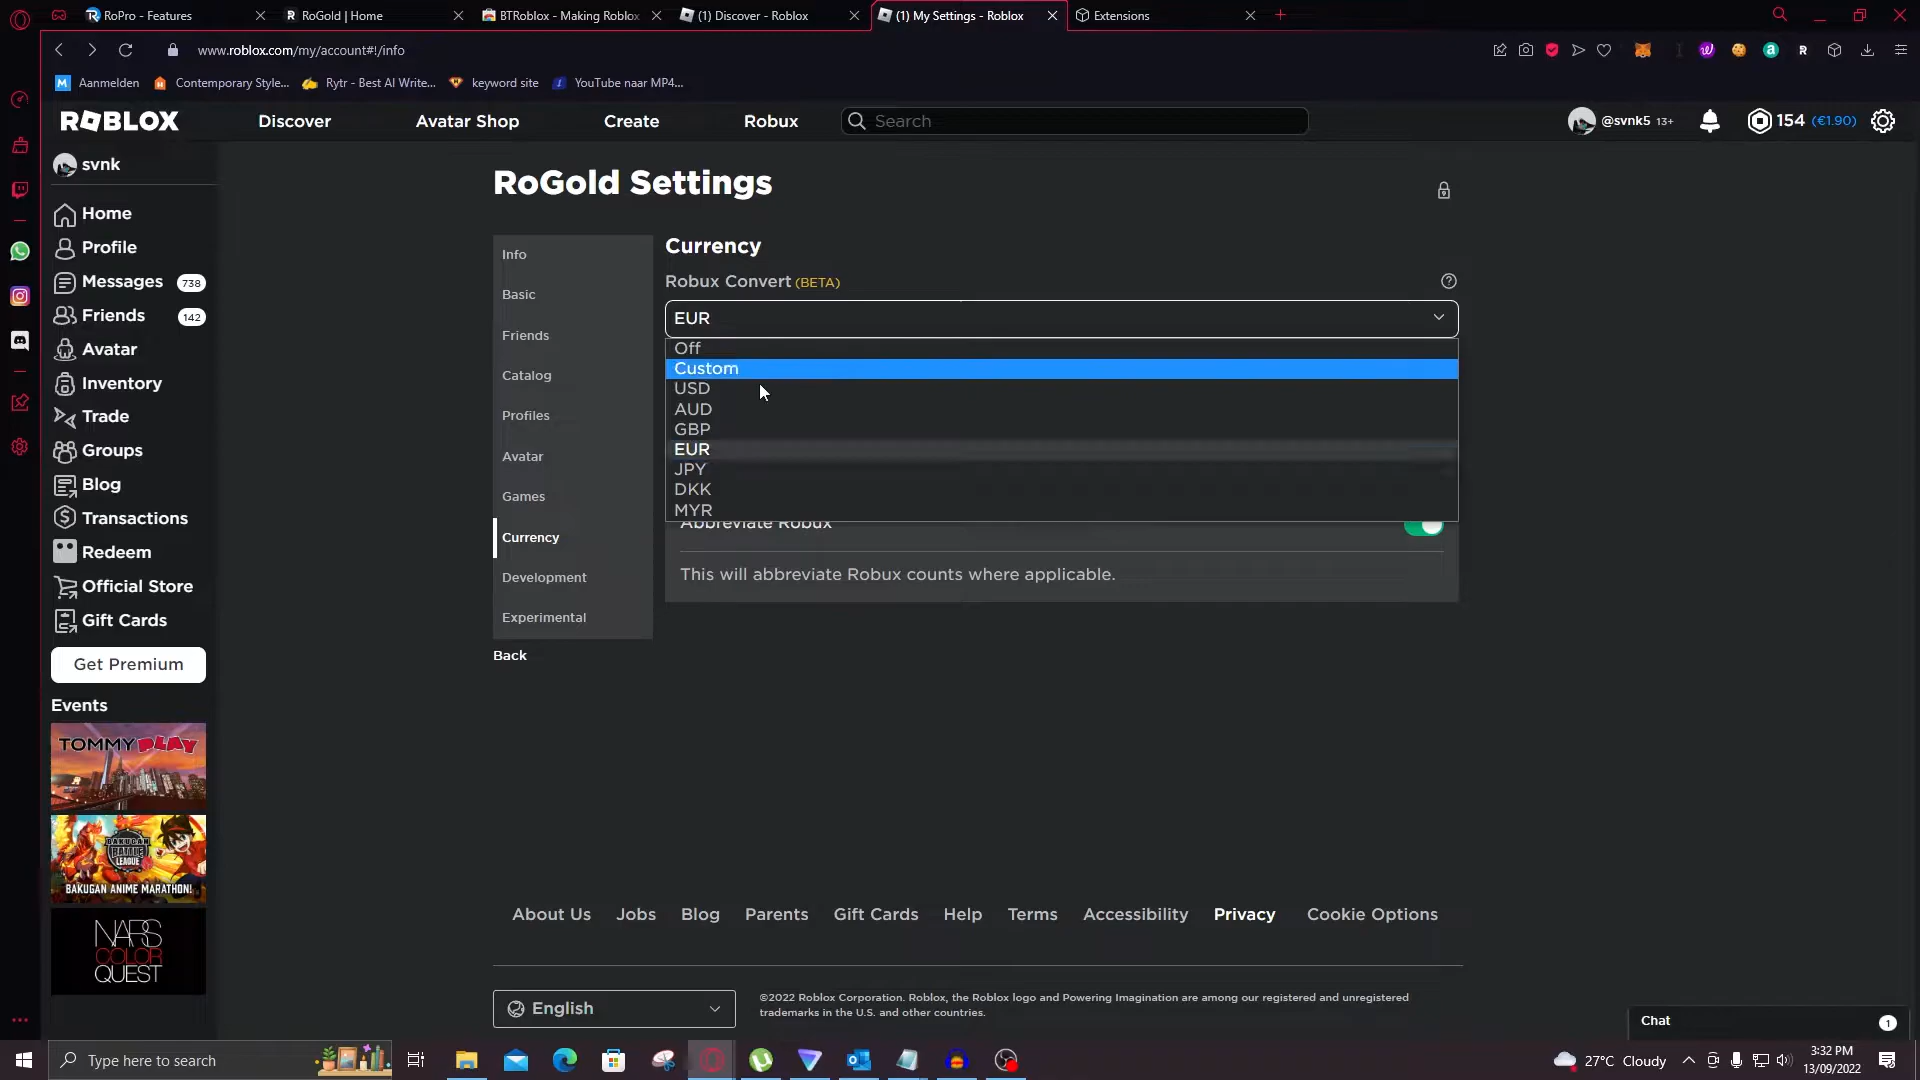 RoPro - Features
RoGold | Home
BTRoblox - Making Roblox
(1) Discover - Roblox
(1) My Settings - Roblox
Extensions
www.roblox.com/my/account#!/info
Aanmelden
Contemporary Style...
Rytr - Best AI Write...
keyword site
YouTube naar MP4...
ROBLOX
Discover
Avatar Shop
Create
Robux
Search
@svnk5 13+
154 (€1.90)
svnk
Home
Profile
Messages 738
Friends 142
Avatar
Inventory
Trade
Groups
Blog
Transactions
Redeem
Official Store
Gift Cards
Get Premium
Events
TOMMY PLAY
BAKUGAN
BATTLE
LEAGUE
BAKUGAN ANIME MARATHON!
NARS
COLOR
QUEST
RoGold Settings
Info
Basic
Friends
Catalog
Profiles
Avatar
Games
Currency
Development
Experimental
Back
Currency
Robux Convert (BETA)
EUR
Off
Custom
USD
AUD
GBP
EUR
JPY
DKK
MYR
Abbreviate Robux
This will abbreviate Robux counts where applicable.
About Us
Jobs
Blog
Parents
Gift Cards
Help
Terms
Accessibility
Privacy
Cookie Options
English
©2022 Roblox Corporation. Roblox, the Roblox logo and Powering Imagination are among our registered and unregistered
trademarks in the U.S. and other countries.
Chat 1
Type here to search
27°C Cloudy
3:32 PM
13/09/2022